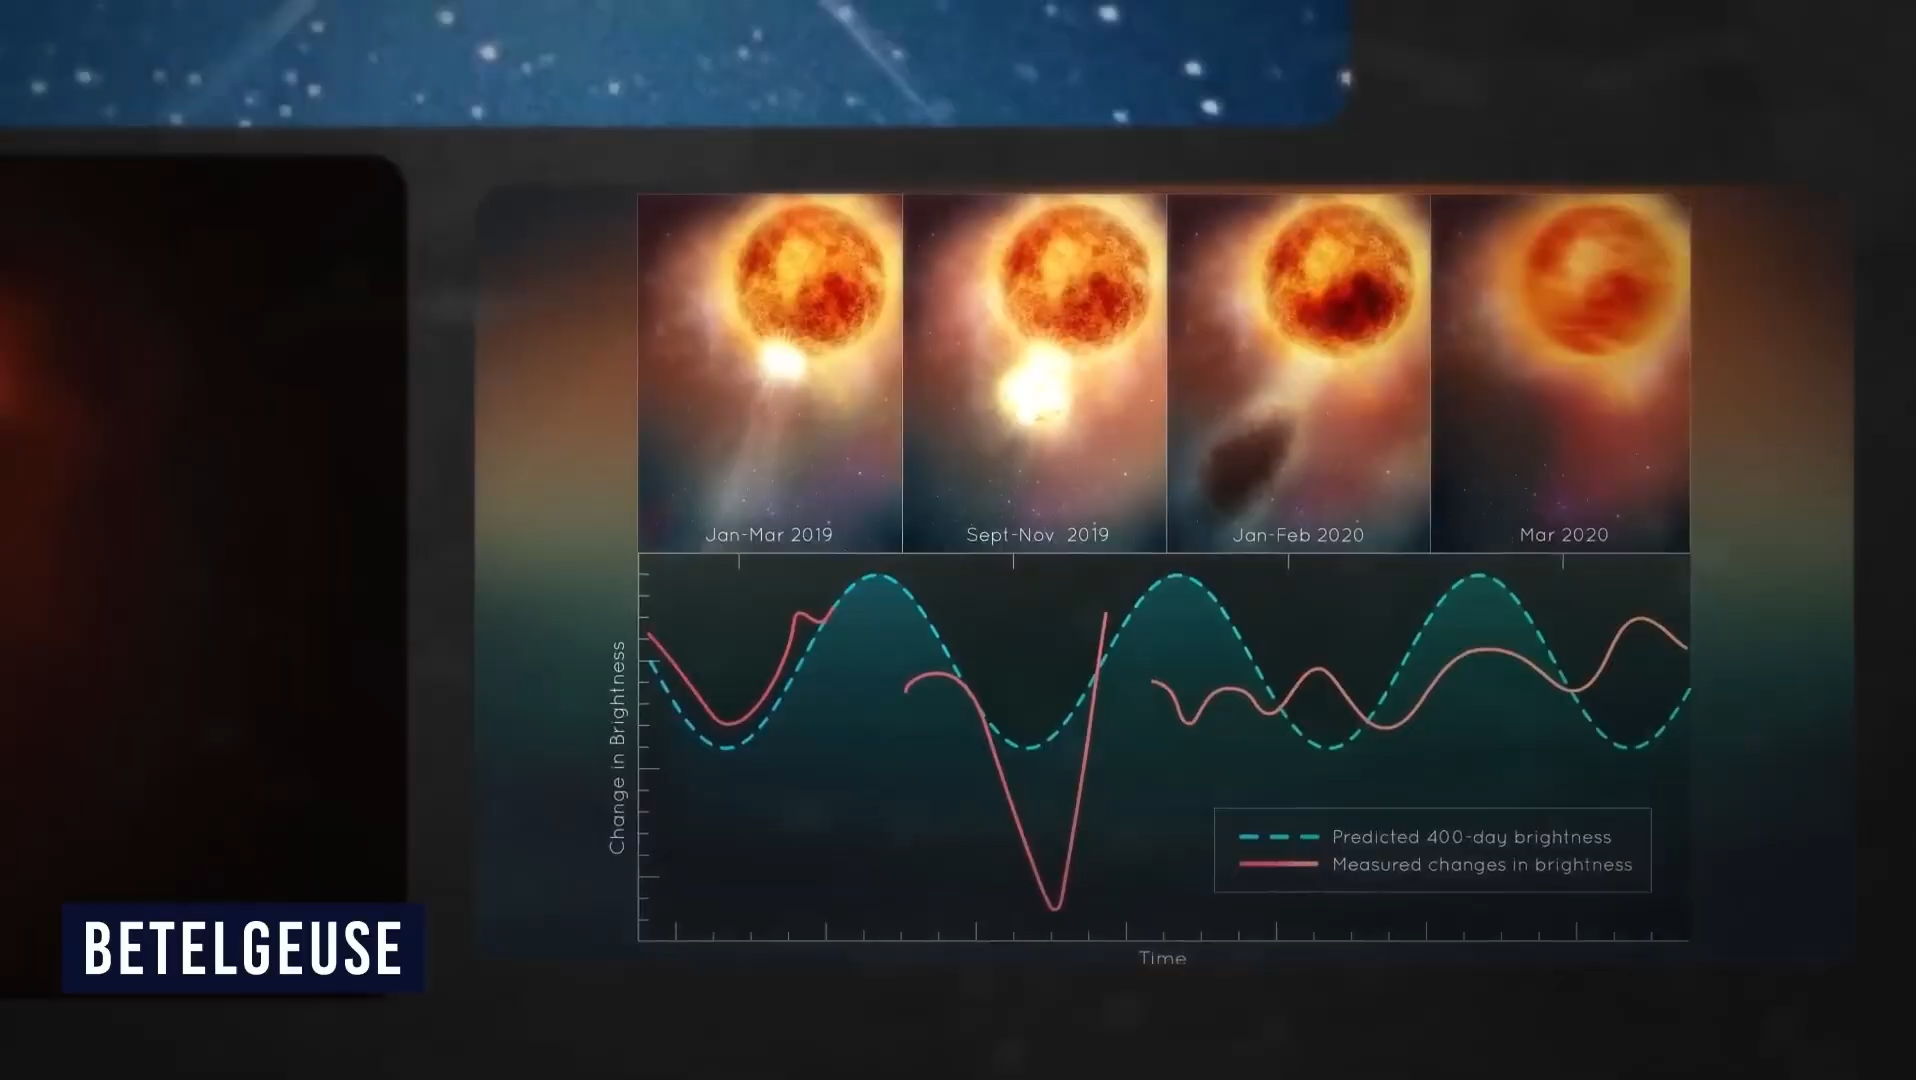 Jan-Mar 2019
Sept-Nov 2019
Jan-Feb 2020
Mar 2020
Change in Brightness
Predicted 400-day brightness
Measured changes in brightness
Time
BETELGEUSE